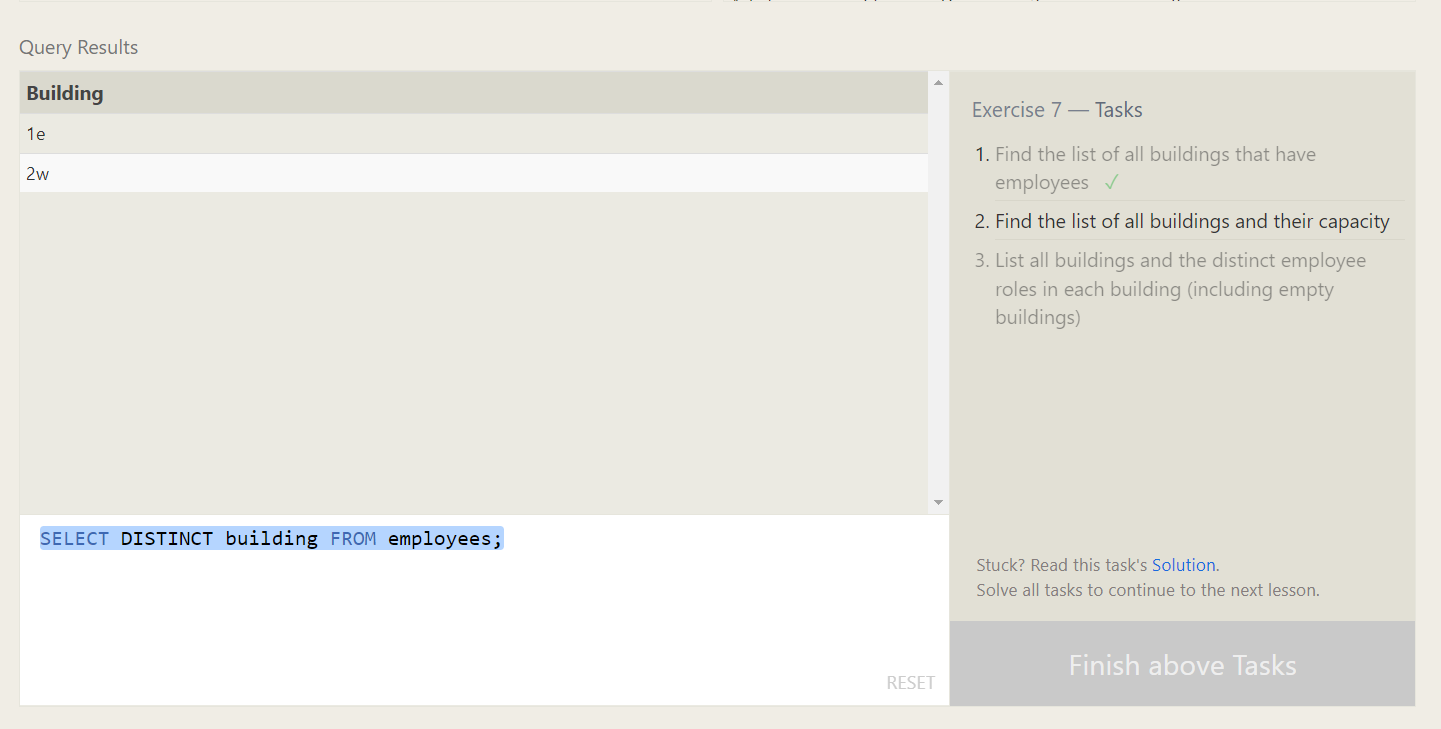 Query Results
Building
1e
2w
SELECT DISTINCT building FROM employees;
RESET
Exercise 7 — Tasks
1. Find the list of all buildings that have
employees ✓
2. Find the list of all buildings and their capacity
3. List all buildings and the distinct employee
roles in each building (including empty
buildings)
Stuck? Read this task's Solution.
Solve all tasks to continue to the next lesson.
Finish above Tasks